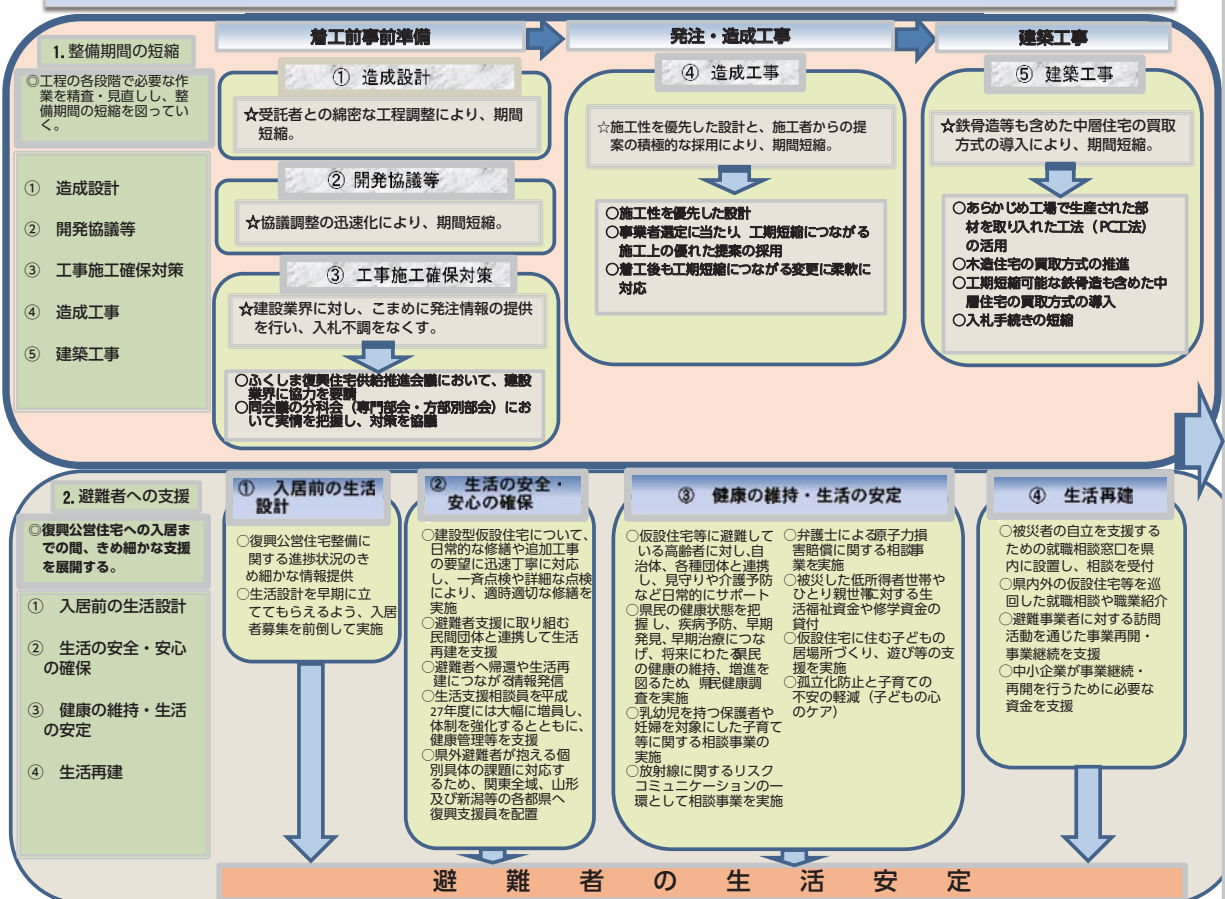 1. 整備期間の短縮
◎工程の各段階で必要な作
業を精査・見直しし、整
備期間の短縮を図ってい
く。
① 造成設計
② 開発協議等
③ 工事施工確保対策
④ 造成工事
⑤ 建築工事
着工前事前準備
① 造成設計
☆受託者との綿密な工程調整により、期間
短縮。
② 開発協議等
☆協議調整の迅速化により、期間短縮。
③ 工事施工確保対策
☆建設業界に対し、こまめに発注情報の提供
を行い、入札不調をなくす。
○ふくしま復興住宅供給推進会議において、建設
業界に協力を要請
○同会議の分科会（専門部会・方部別部会）にお
いて実情を把握し、対策を協議
発注・造成工事
④ 造成工事
☆施工性を優先した設計と、施工者からの提
案の積極的な採用により、期間短縮。
○施工性を優先した設計
○事業者選定に当たり、工期短縮につながる
施工上の優れた提案の採用
○着工後も工期短縮につながる変更に柔軟に
対応
建築工事
⑤ 建築工事
☆鉄骨造等も含めた中層住宅の買取
方式の導入により、期間短縮。
○あらかじめ工場で生産された部
材を取り入れた工法（PC工法）
の活用
○木造住宅の買取方式の推進
○工期短縮可能な鉄骨造も含めた中
層住宅の買取方式の導入
○入札手続きの短縮
2. 避難者への支援
◎復興公営住宅への入居ま
での間、きめ細かな支援
を展開する。
① 入居前の生活設計
② 生活の安全・安心
の確保
③ 健康の維持・生活
の安定
④ 生活再建
① 入居前の生活
設計
○復興公営住宅整備に
関する進捗状況のき
め細かな情報提供
○生活設計を早期に立
ててもらえるよう、入居
者募集を前倒して実施
② 生活の安全・
安心の確保
○建設型仮設住宅について、
日常的な修繕や追加工事
の要望に迅速丁寧に対応
し、一斉点検や詳細な点検
により、適時適切な修繕を
実施
○避難者支援に取り組む
民間団体と連携して生活
再建を支援
○避難者へ帰還や生活再
建につながる情報発信
○生活支援相談員を平成
27年度には大幅に増員し、
体制を強化するとともに、
健康管理等を支援
○県外避難者が抱える個
別具体の課題に対応す
るため、関東全域、山形
及び新潟等の各都県へ
復興支援員を配置
③ 健康の維持・生活の安定
○仮設住宅等に避難して
いる高齢者に対し、自
治体、各種団体と連携
し、見守りや介護予防
など日常的にサポート
○県民の健康状態を把
握し、疾病予防、早期
発見、早期治療につな
げ、将来にわたる県民
の健康の維持、増進を
図るため、県民健康調
査を実施
○乳幼児を持つ保護者や
妊婦を対象にした子育て
等に関する相談事業の
実施
○放射線に関するリスク
コミュニケーションの一
環として相談事業を実施
○弁護士による原子力損
害賠償に関する相談事
業を実施
○被災した低所得者世帯や
ひとり親世帯に対する生
活福祉資金や修学資金の
貸付
○仮設住宅に住む子どもの
居場所づくり、遊び等の支
援を実施
○孤立化防止と子育ての
不安の軽減（子どもの心
のケア）
④ 生活再建
○被災者の自立を支援する
ための就職相談窓口を県
内に設置し、相談を受付
○県内外の仮設住宅等を巡
回した就職相談や職業紹介
○避難事業者に対する訪問
活動を通じた事業再開・
事業継続を支援
○中小企業が事業継続・
再開を行うために必要な
資金を支援
避難者の生活安定